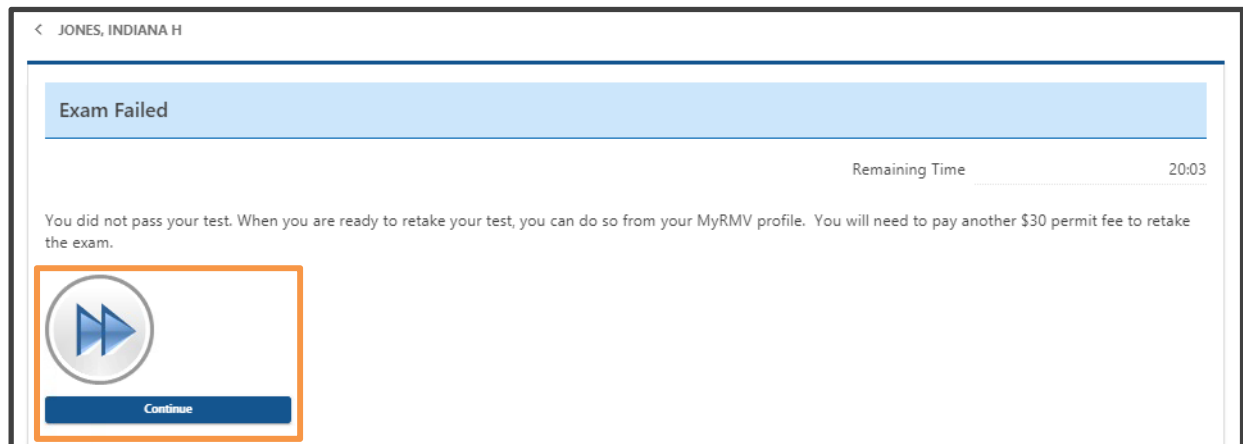 < JONES, INDIANA H
Exam Failed
Remaining Time 20:03
You did not pass your test. When you are ready to retake your test, you can do so from your MyRMV profile. You will need to pay another $30 permit fee to retake
the exam.
Continue